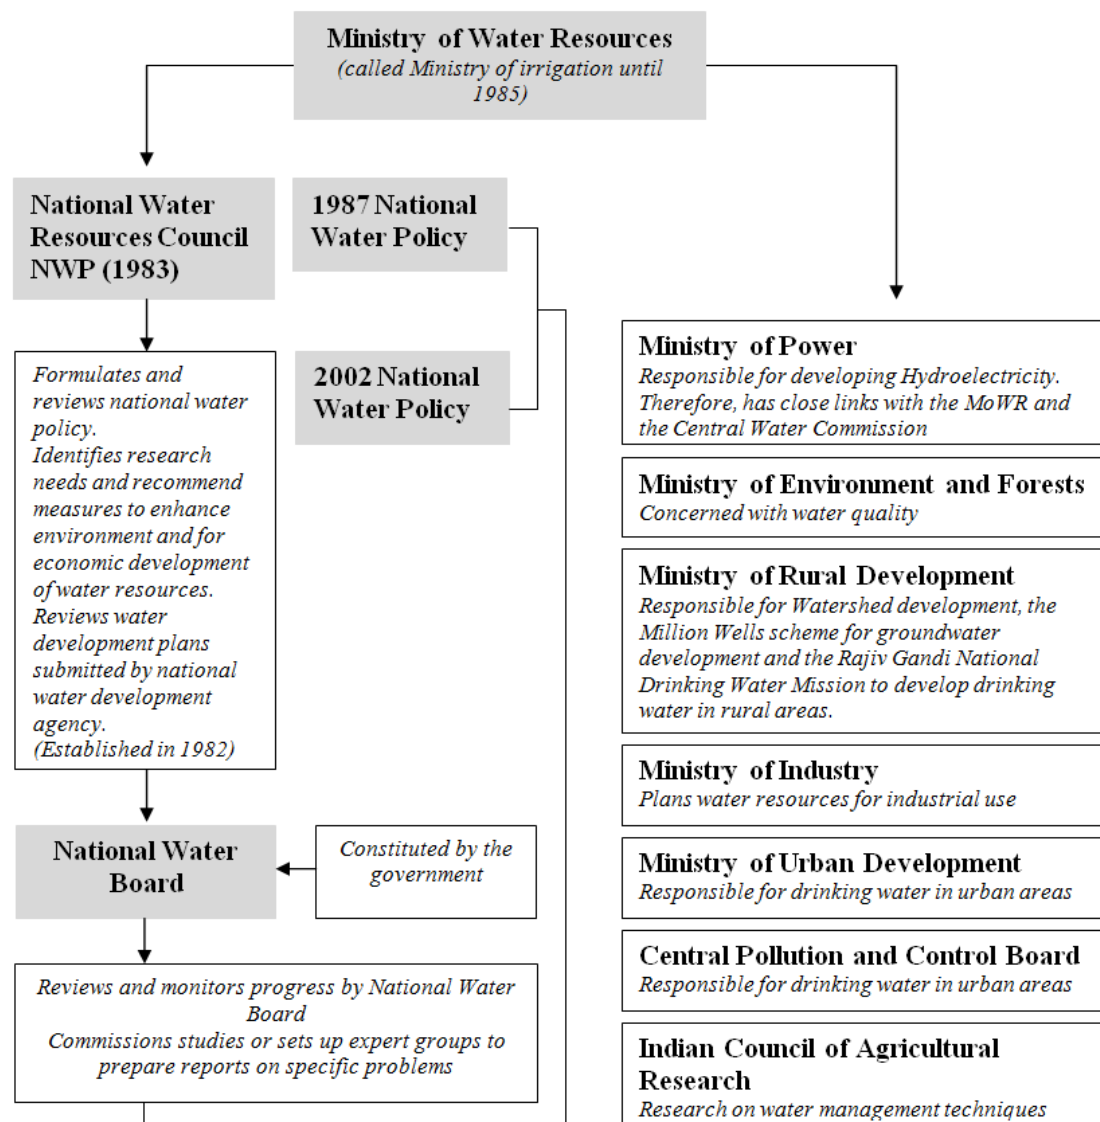 Ministry of Water Resources
(called Ministry of irrigation until
1985)
National Water
Resources Council
NWP (1983)
1987 National
Water Policy
2002 National
Water Policy
Formulates and
reviews national water
policy.
Identifies research
needs and recommend
measures to enhance
environment and for
economic development
of water resources.
Reviews water
development plans
submitted by national
water development
agency.
(Established in 1982)
National Water
Board
Constituted by the
government
Reviews and monitors progress by National Water
Board
Commissions studies or sets up expert groups to
prepare reports on specific problems
Ministry of Power
Responsible for developing Hydroelectricity.
Therefore, has close links with the MoWR and
the Central Water Commission
Ministry of Environment and Forests
Concerned with water quality
Ministry of Rural Development
Responsible for Watershed development, the
Million Wells scheme for groundwater
development and the Rajiv Gandi National
Drinking Water Mission to develop drinking
water in rural areas.
Ministry of Industry
Plans water resources for industrial use
Ministry of Urban Development
Responsible for drinking water in urban areas
Central Pollution and Control Board
Responsible for drinking water in urban areas
Indian Council of Agricultural
Research
Research on water management techniques